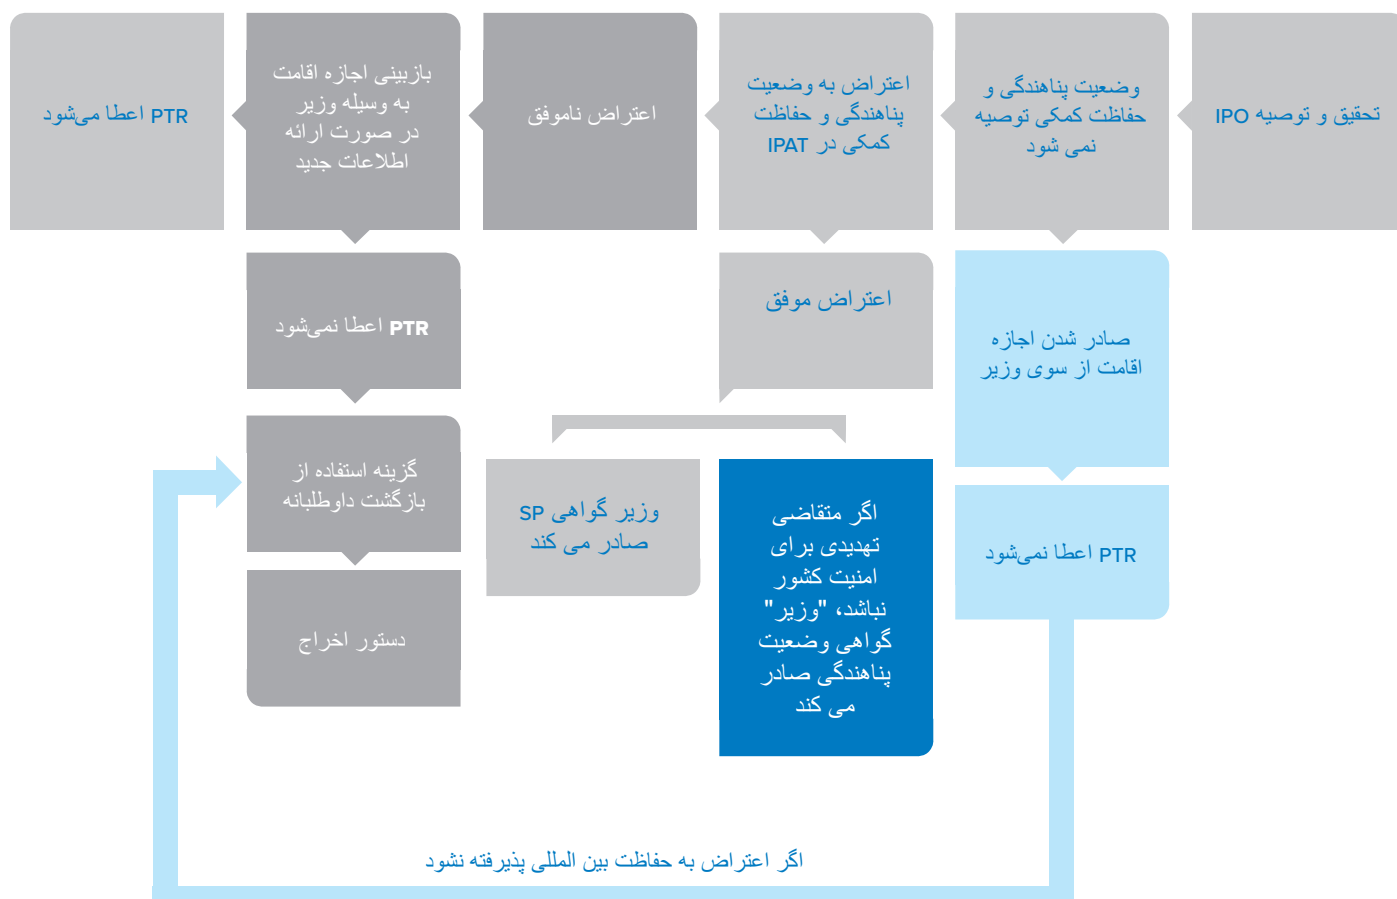 تحقیق و توصیه IPO
وضعیت پناهندگی و
حفاظت کمکی توصیه
نمی شود
اعتراض به وضعیت
پناهندگی و حفاظت
کمکی در IPAT
اعتراض ناموفق
بازبینی اجازه اقامت
به وسیله وزیر
در صورت ارائه
اطلاعات جدید
PTR اعطا می‌شود
صادر شدن اجازه
اقامت از سوی وزیر
اعتراض موفق
PTR اعطا نمی‌شود
PTR اعطا نمی‌شود
اگر متقاضی
تهدیدی برای
امنیت کشور
نباشد، "وزیر"
گواهی وضعیت
پناهندگی صادر
می کند
وزیر گواهی SP
صادر می کند
گزینه استفاده از
بازگشت داوطلبانه
دستور اخراج
اگر اعتراض به حفاظت بین المللی پذیرفته نشود